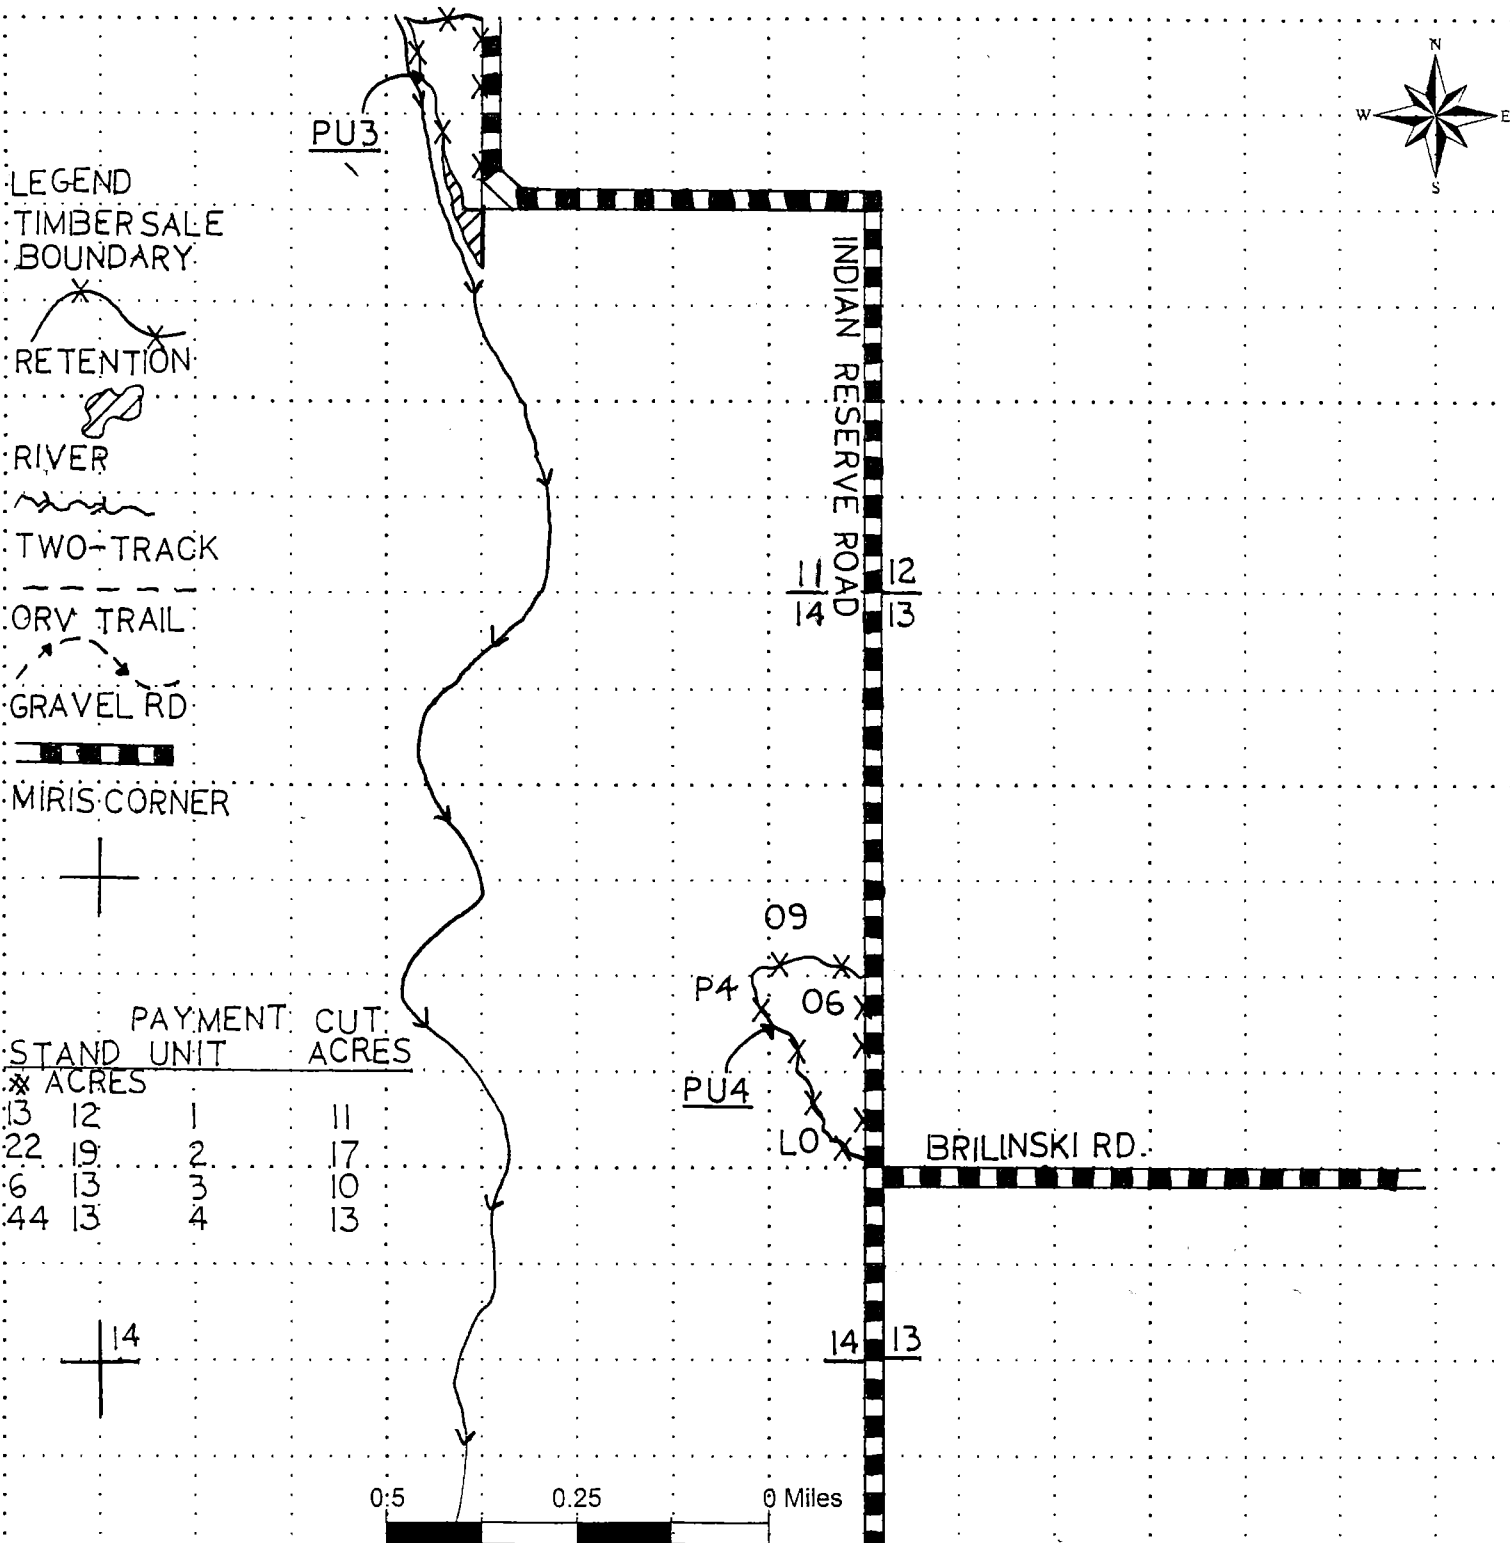 N
W E
S
PU3
LEGEND
TIMBER SALE
BOUNDARY
RETENTION
RIVER
TWO-TRACK
ORV TRAIL
GRAVEL RD
MIRIS CORNER
INDIAN RESERVE ROAD
11 12
14 13
09
P4 06
PU4
LO
BRILINSKI RD.
PAYMENT CUT
STAND UNIT ACRES
ACRES
13 12 1 11
22 19 2 17
6 13 3 10
44 13 4 13
14
14 13
0.5 0.25 0 Miles